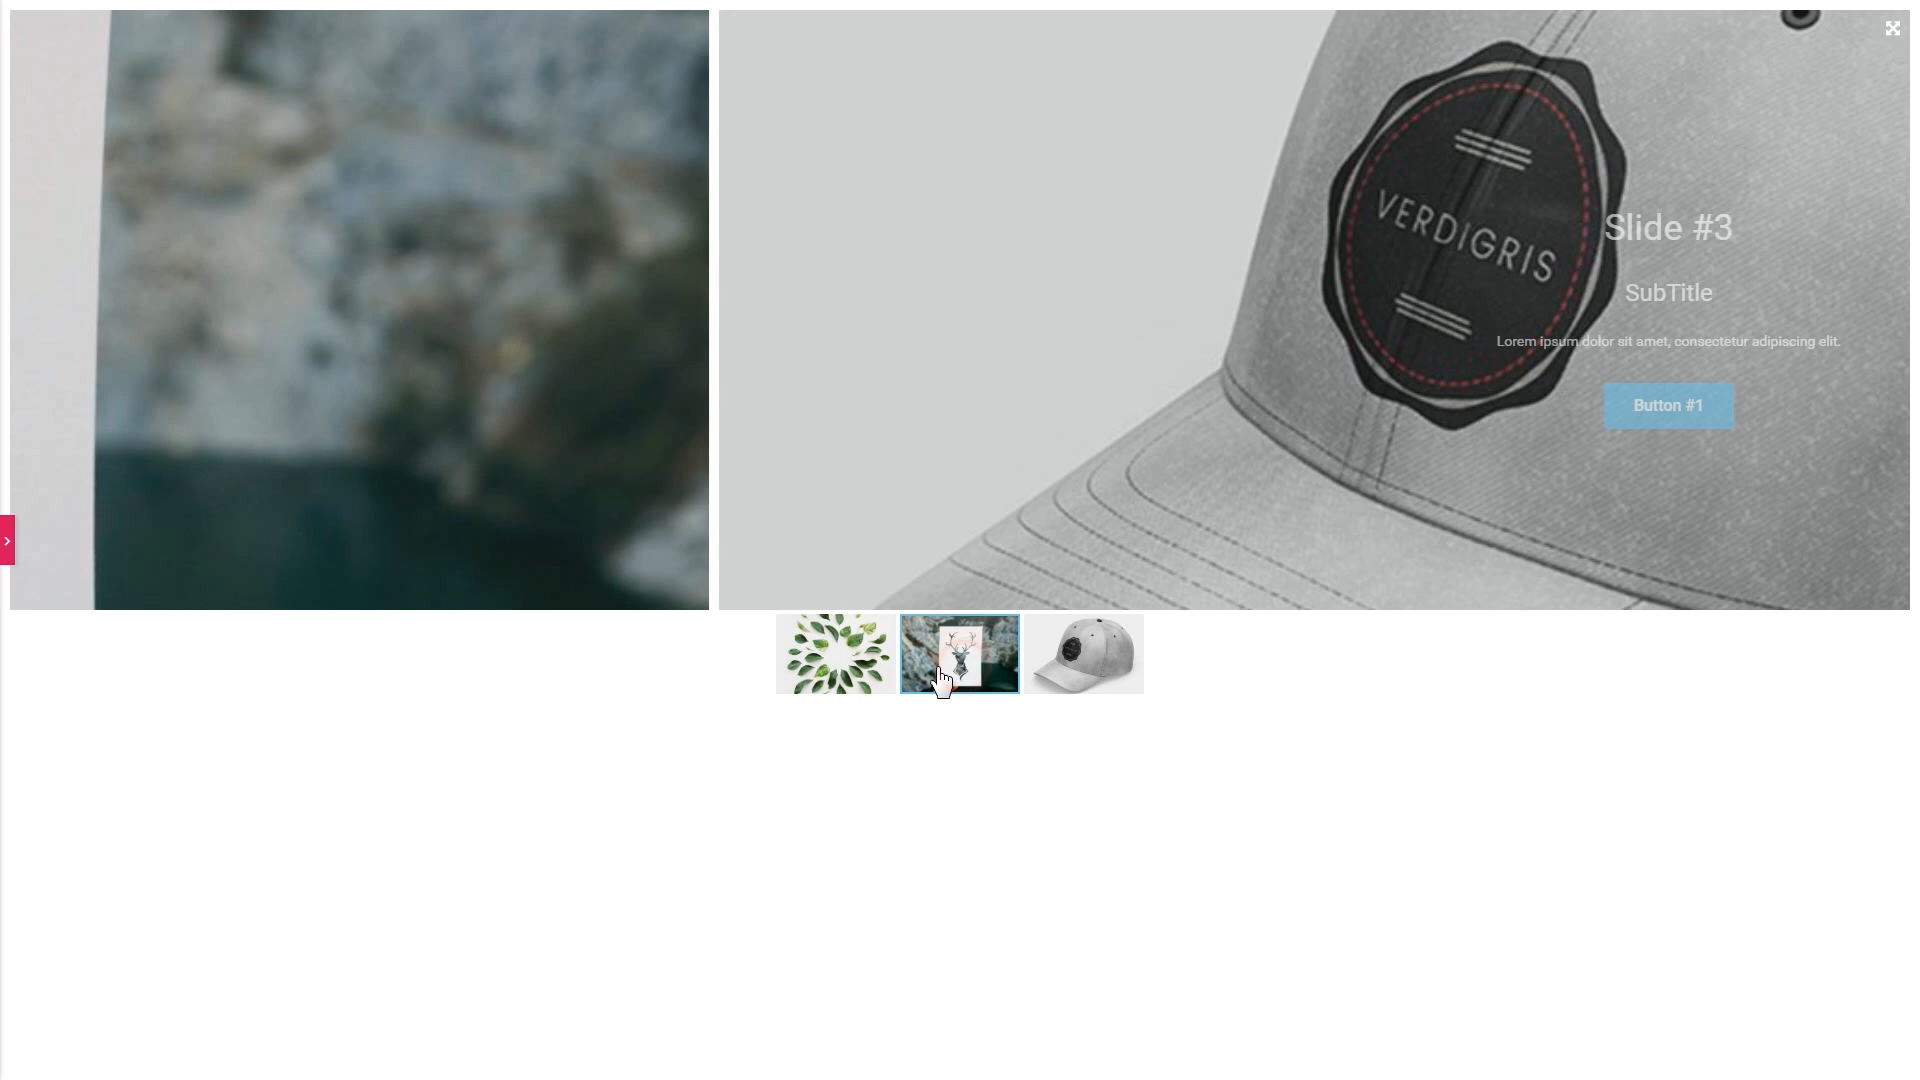 VERDIGRIS
Slide #3
SubTitle
Lorem ipsum dolor sit amet, consectetur adipiscing elit.
Button #1